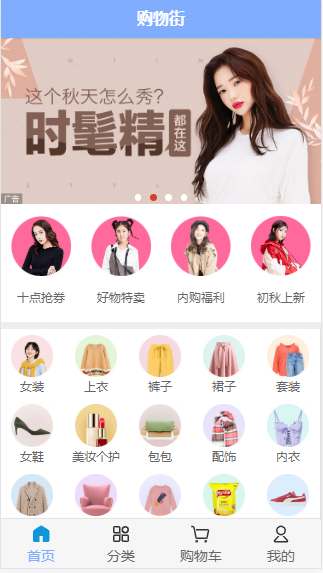 购物街
这个秋天怎么秀?
时髦精
都在这
广告
十点抢券 好物特卖 内购福利 初秋上新
女装 上衣 裤子 裙子 套装
女鞋 美妆个护 包包 配饰 内衣
首页 分类 购物车 我的